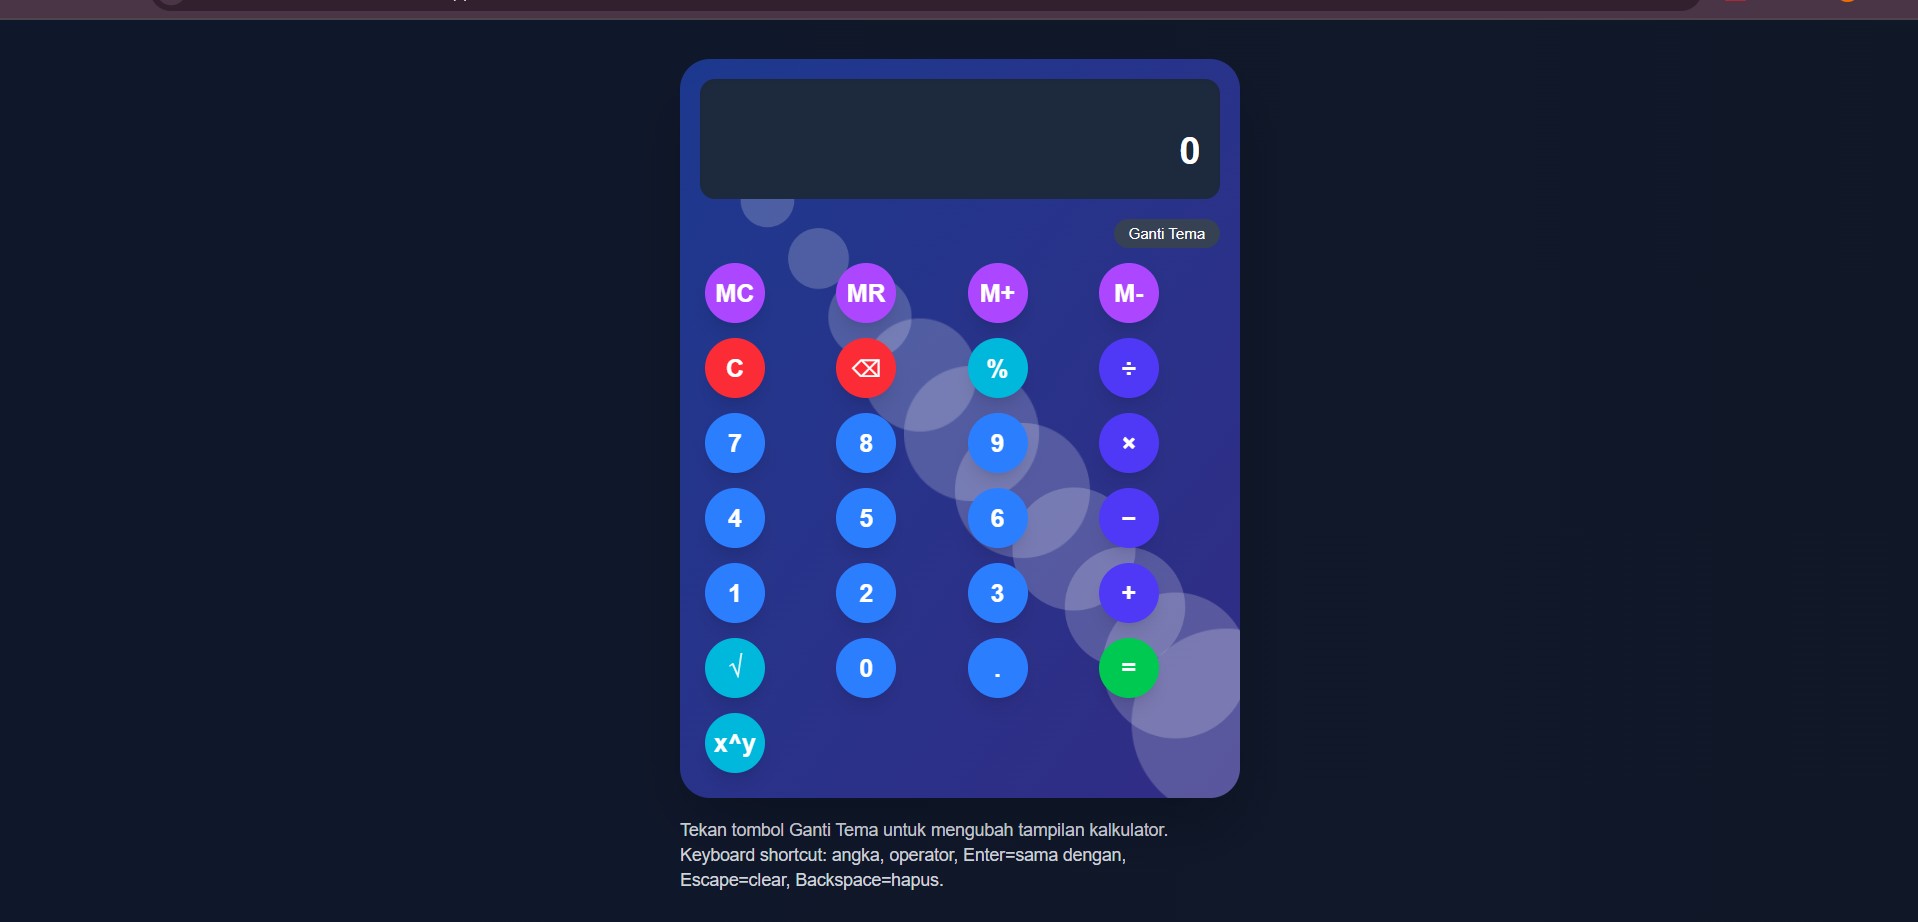 0
Ganti Tema
MC MR M+ M-
C ⌫ % ÷
7 8 9 ×
4 5 6 −
1 2 3 +
√ 0 . =
x^y
Tekan tombol Ganti Tema untuk mengubah tampilan kalkulator.
Keyboard shortcut: angka, operator, Enter=sama dengan,
Escape=clear, Backspace=hapus.